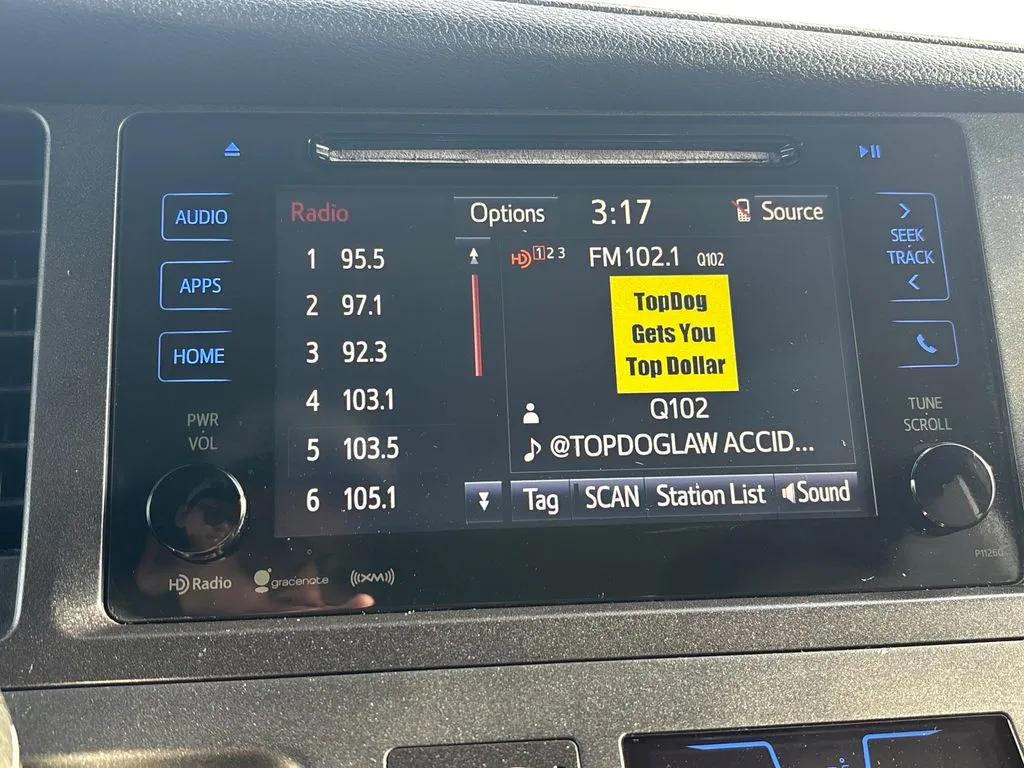 AUDIO
APPS
HOME
PWR
VOL
Radio
Options
3:17
Source
1 95.5
2 97.1
3 92.3
4 103.1
5 103.5
6 105.1
HD 1 2 3
FM 102.1 Q102
TopDog
Gets You
Top Dollar
Q102
@TOPDOGLAW ACCID...
Tag
SCAN
Station List
Sound
SEEK
TRACK
TUNE
SCROLL
HD Radio
gracenote
((XM))
P11260